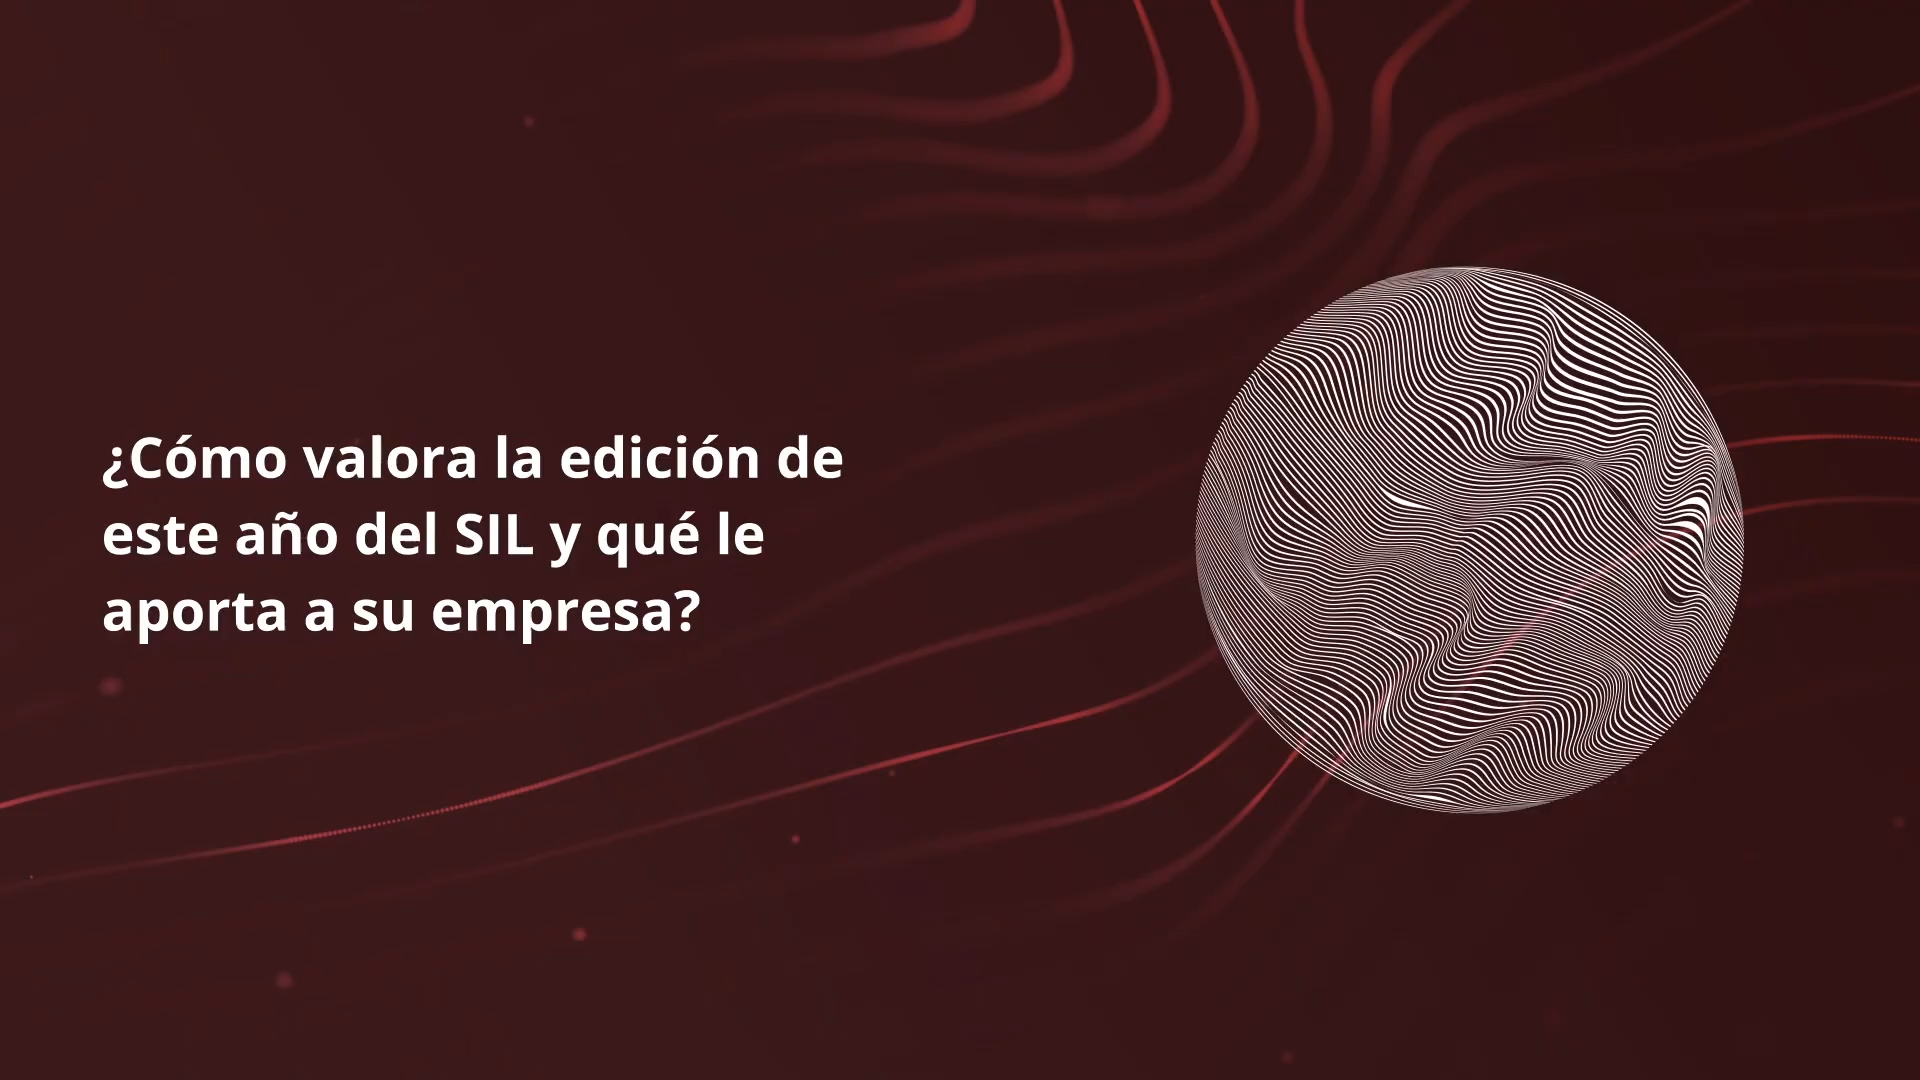 ¿Cómo valora la edición de
este año del SIL y qué le
aporta a su empresa?